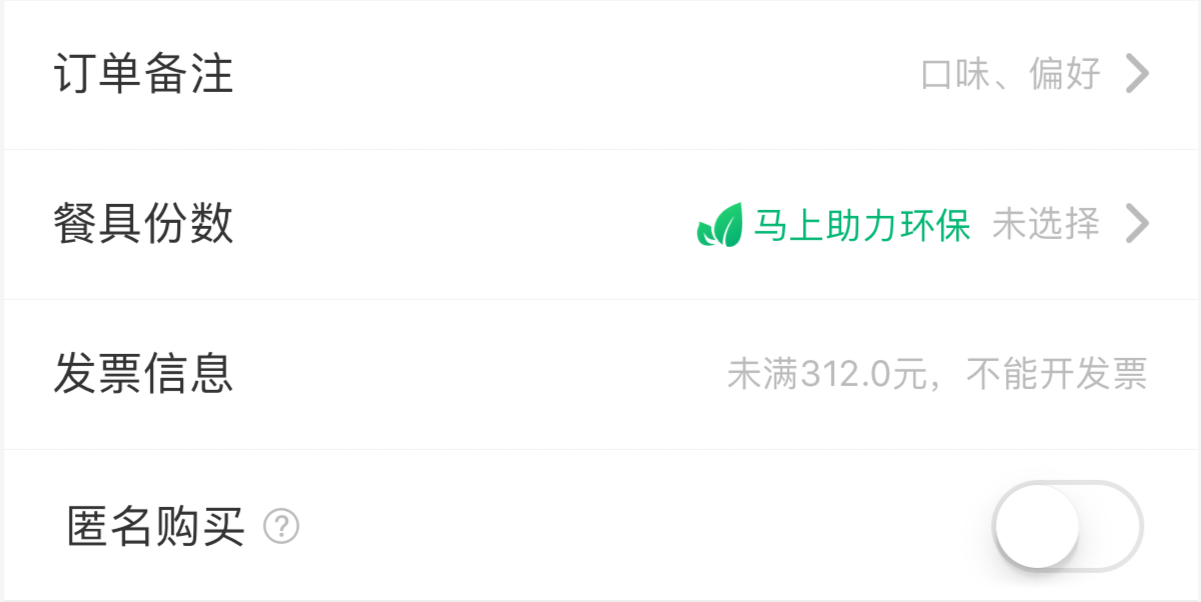 订单备注 口味、偏好
餐具份数 马上助力环保 未选择
发票信息 未满312.0元，不能开发票
匿名购买 ?